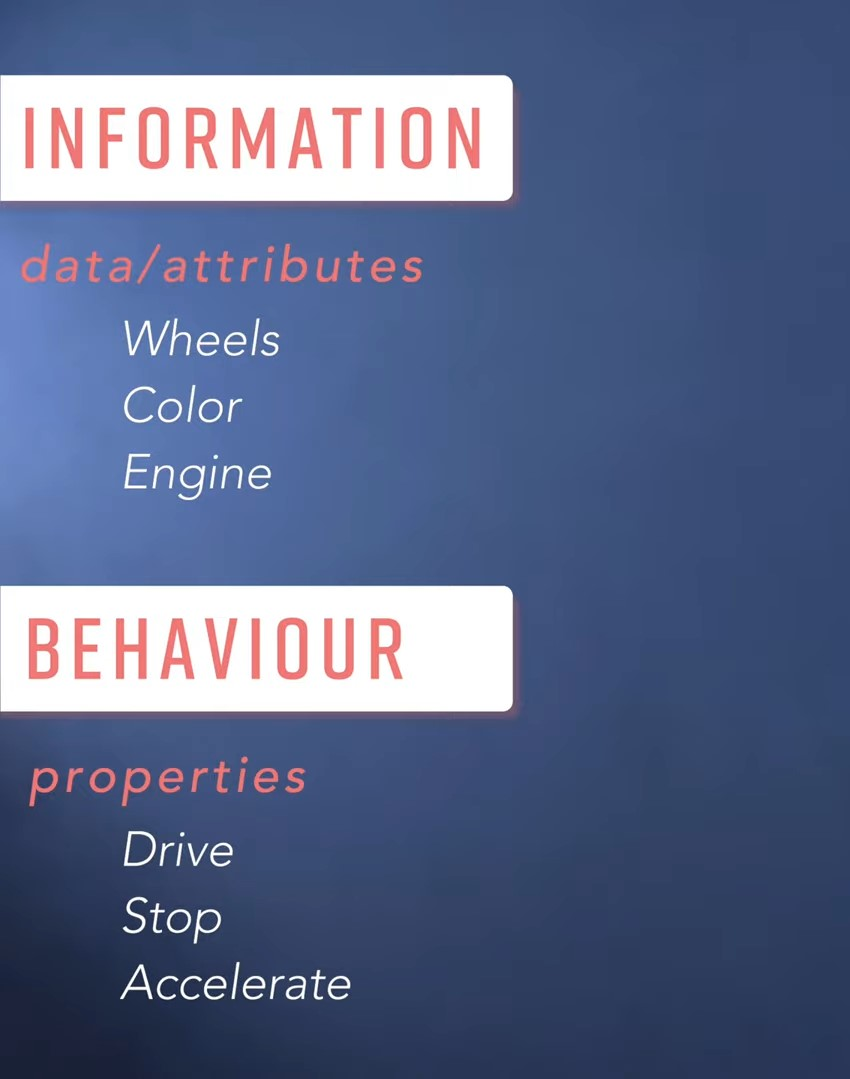 INFORMATION
data/attributes
Wheels
Color
Engine
BEHAVIOUR
properties
Drive
Stop
Accelerate